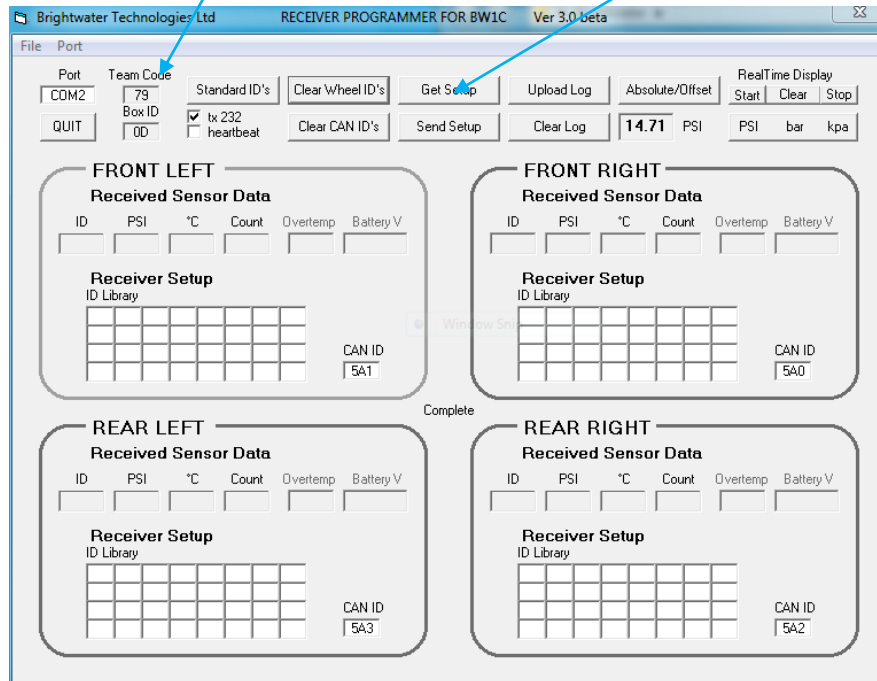 Brightwater Technologies Ltd RECEIVER PROGRAMMER FOR BW1C Ver 3.0 beta
File Port
Port Team Code RealTime Display
COM2 79 Standard ID's Clear Wheel ID's Get Setup Upload Log Absolute/Offset Start Clear Stop
Box ID tx 232
QUIT 0D heartbeat Clear CAN ID's Send Setup Clear Log 14.71 PSI PSI bar kpa
FRONT LEFT
Received Sensor Data
ID PSI °C Count Overtemp Battery V
Receiver Setup
ID Library
CAN ID
5A1
FRONT RIGHT
Received Sensor Data
ID PSI °C Count Overtemp Battery V
Receiver Setup
ID Library
CAN ID
5A0
Window Snip
Complete
REAR LEFT
Received Sensor Data
ID PSI °C Count Overtemp Battery V
Receiver Setup
ID Library
CAN ID
5A3
REAR RIGHT
Received Sensor Data
ID PSI °C Count Overtemp Battery V
Receiver Setup
ID Library
CAN ID
5A2